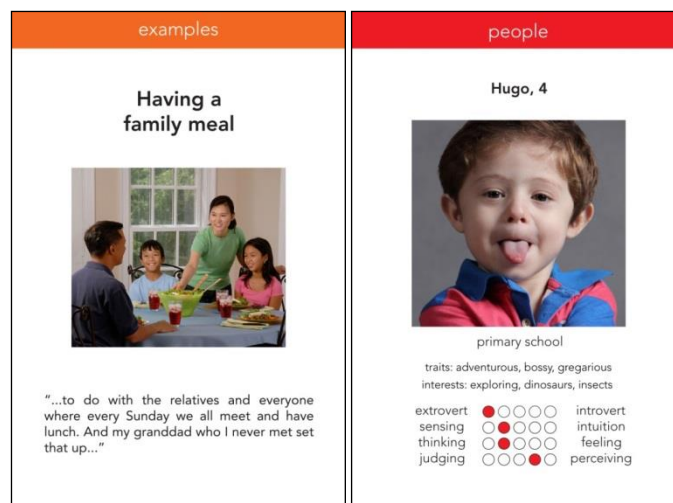 examples
Having a
family meal
"...to do with the relatives and everyone
where every Sunday we all meet and have
lunch. And my granddad who I never met set
that up..."
people
Hugo, 4
primary school
traits: adventurous, bossy, gregarious
interests: exploring, dinosaurs, insects
extrovert introvert
sensing intuition
thinking feeling
judging perceiving